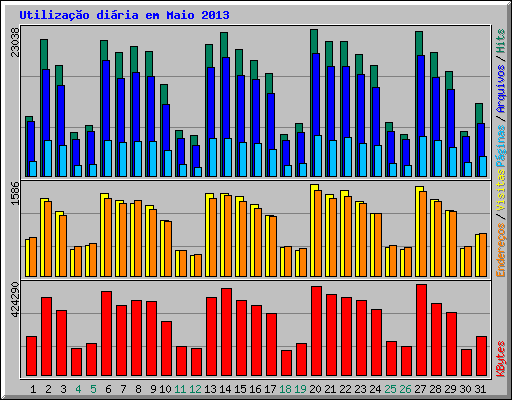 Utilização diária em Maio 2013
23038
1586
424290
Endereços / Visitas
Páginas / Arquivos / Hits
KBytes
1 2 3 4 5 6 7 8 9 10 11 12 13 14 15 16 17 18 19 20 21 22 23 24 25 26 27 28 29 30 31